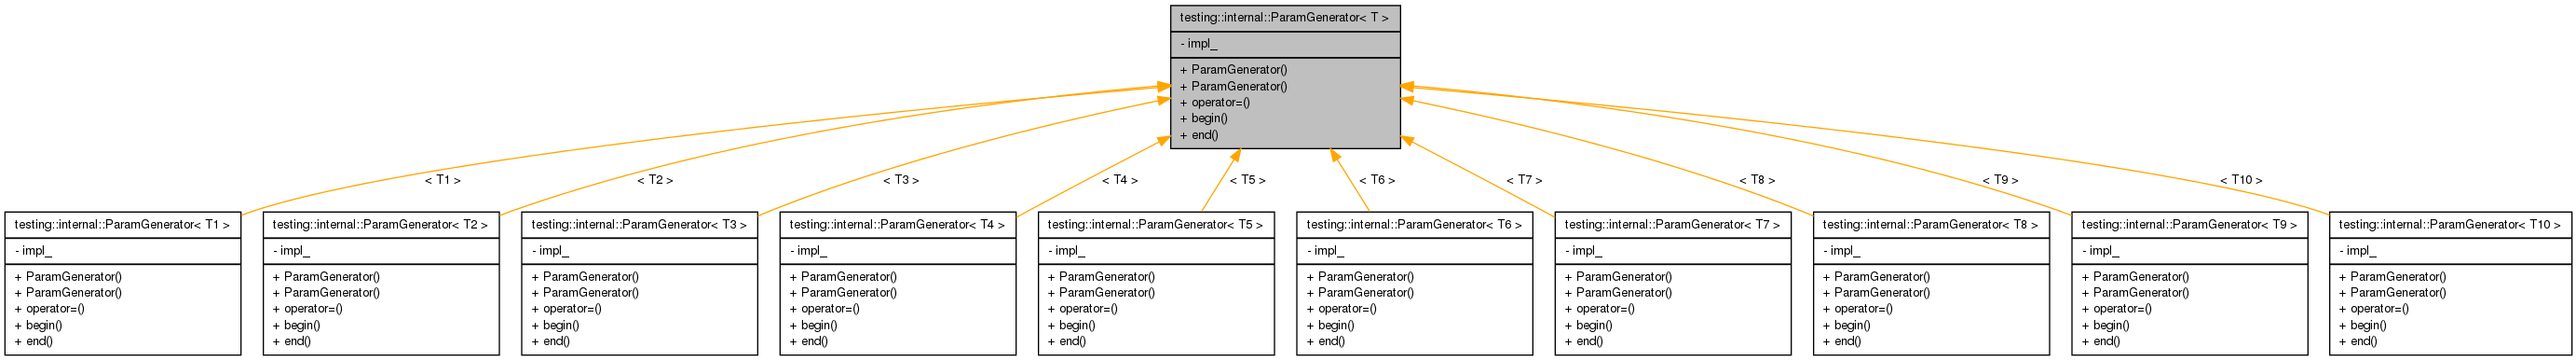 testing::internal::ParamGenerator< T >
- impl_
+ ParamGenerator()
+ ParamGenerator()
+ operator=()
+ begin()
+ end()
< T1 >
< T2 >
< T3 >
< T4 >
< T5 >
< T6 >
< T7 >
< T8 >
< T9 >
< T10 >
testing::internal::ParamGenerator< T1 >
- impl_
+ ParamGenerator()
+ ParamGenerator()
+ operator=()
+ begin()
+ end()
testing::internal::ParamGenerator< T2 >
- impl_
+ ParamGenerator()
+ ParamGenerator()
+ operator=()
+ begin()
+ end()
testing::internal::ParamGenerator< T3 >
- impl_
+ ParamGenerator()
+ ParamGenerator()
+ operator=()
+ begin()
+ end()
testing::internal::ParamGenerator< T4 >
- impl_
+ ParamGenerator()
+ ParamGenerator()
+ operator=()
+ begin()
+ end()
testing::internal::ParamGenerator< T5 >
- impl_
+ ParamGenerator()
+ ParamGenerator()
+ operator=()
+ begin()
+ end()
testing::internal::ParamGenerator< T6 >
- impl_
+ ParamGenerator()
+ ParamGenerator()
+ operator=()
+ begin()
+ end()
testing::internal::ParamGenerator< T7 >
- impl_
+ ParamGenerator()
+ ParamGenerator()
+ operator=()
+ begin()
+ end()
testing::internal::ParamGenerator< T8 >
- impl_
+ ParamGenerator()
+ ParamGenerator()
+ operator=()
+ begin()
+ end()
testing::internal::ParamGenerator< T9 >
- impl_
+ ParamGenerator()
+ ParamGenerator()
+ operator=()
+ begin()
+ end()
testing::internal::ParamGenerator< T10 >
- impl_
+ ParamGenerator()
+ ParamGenerator()
+ operator=()
+ begin()
+ end()